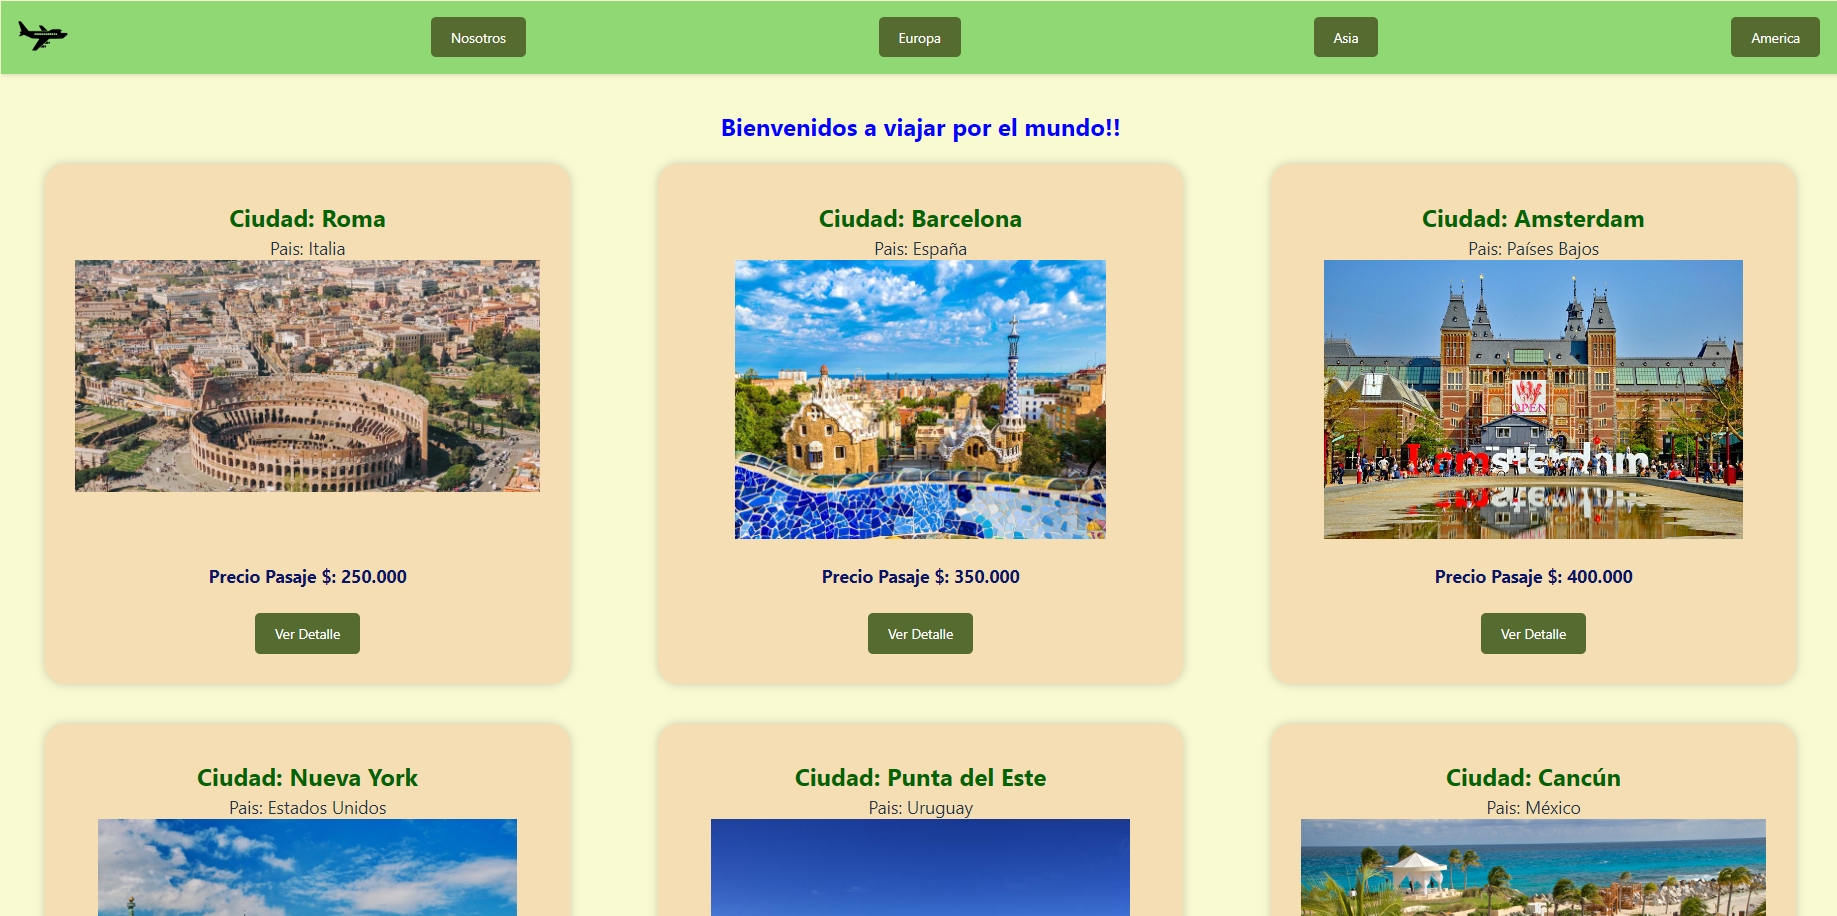 Nosotros
Europa
Asia
America
Bienvenidos a viajar por el mundo!!
Ciudad: Roma
Pais: Italia
Precio Pasaje $: 250.000
Ver Detalle
Ciudad: Barcelona
Pais: España
Precio Pasaje $: 350.000
Ver Detalle
Ciudad: Amsterdam
Pais: Países Bajos
OPEN
I amsterdam
Precio Pasaje $: 400.000
Ver Detalle
Ciudad: Nueva York
Pais: Estados Unidos
Ciudad: Punta del Este
Pais: Uruguay
Ciudad: Cancún
Pais: México